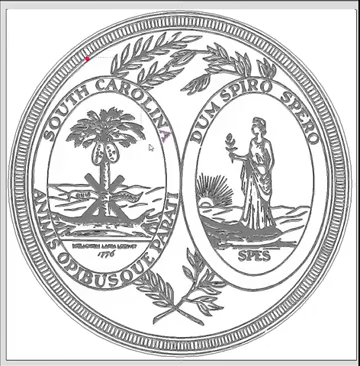 SOUTH CAROLINA
ANIMIS OPIBUSQUE PARATI
1776
DUM SPIRO SPERO
SPES